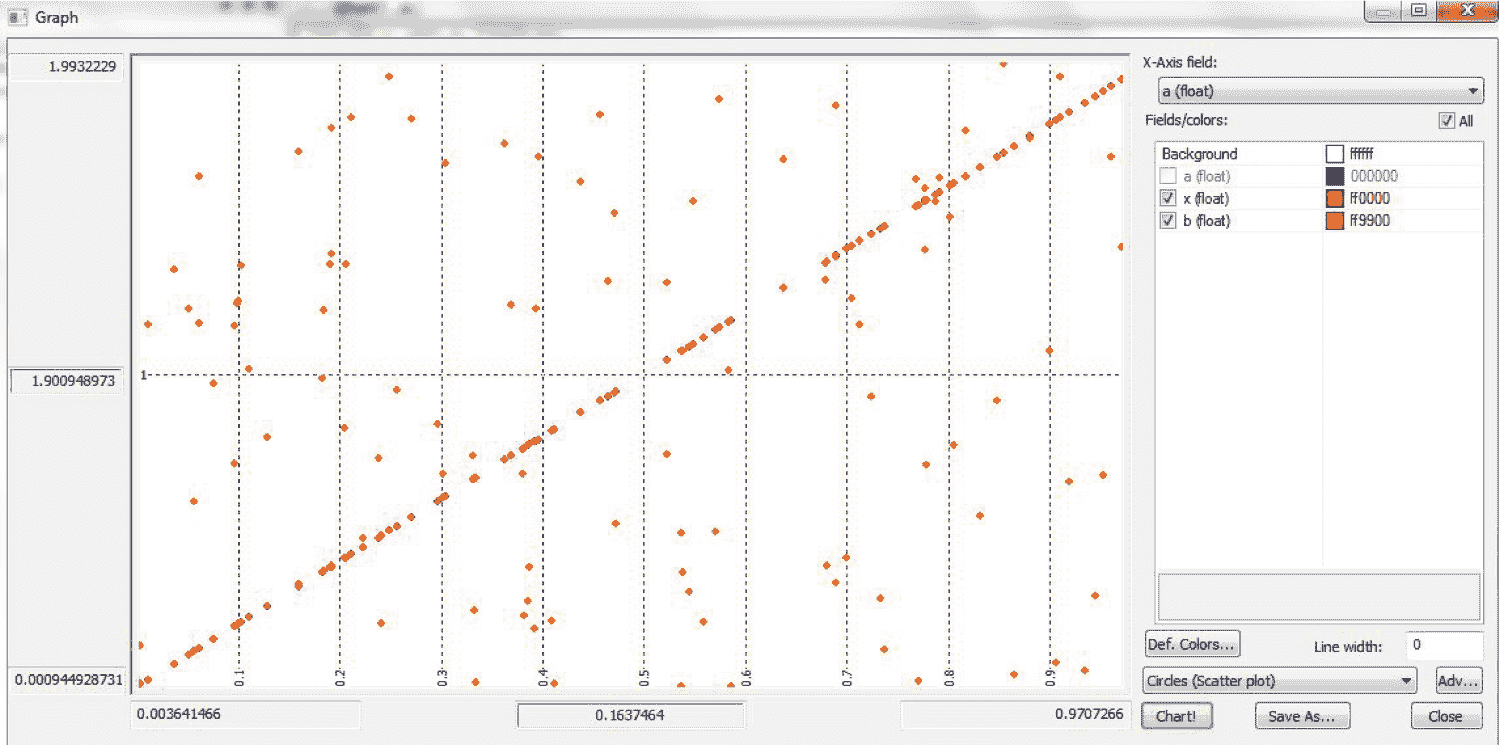 Graph
1.9932229
X-Axis field:
a (float)
Fields/colors:
All
Background ffffff
a (float) 000000
x (float) ff0000
b (float) ff9900
1.900948973
1
0.000944928731
0.1 0.2 0.3 0.4 0.5 0.6 0.7 0.8 0.9
Def. Colors...
Line width: 0
Circles (Scatter plot)
Adv...
0.003641466
0.1637464
0.9707266
Chart!
Save As...
Close